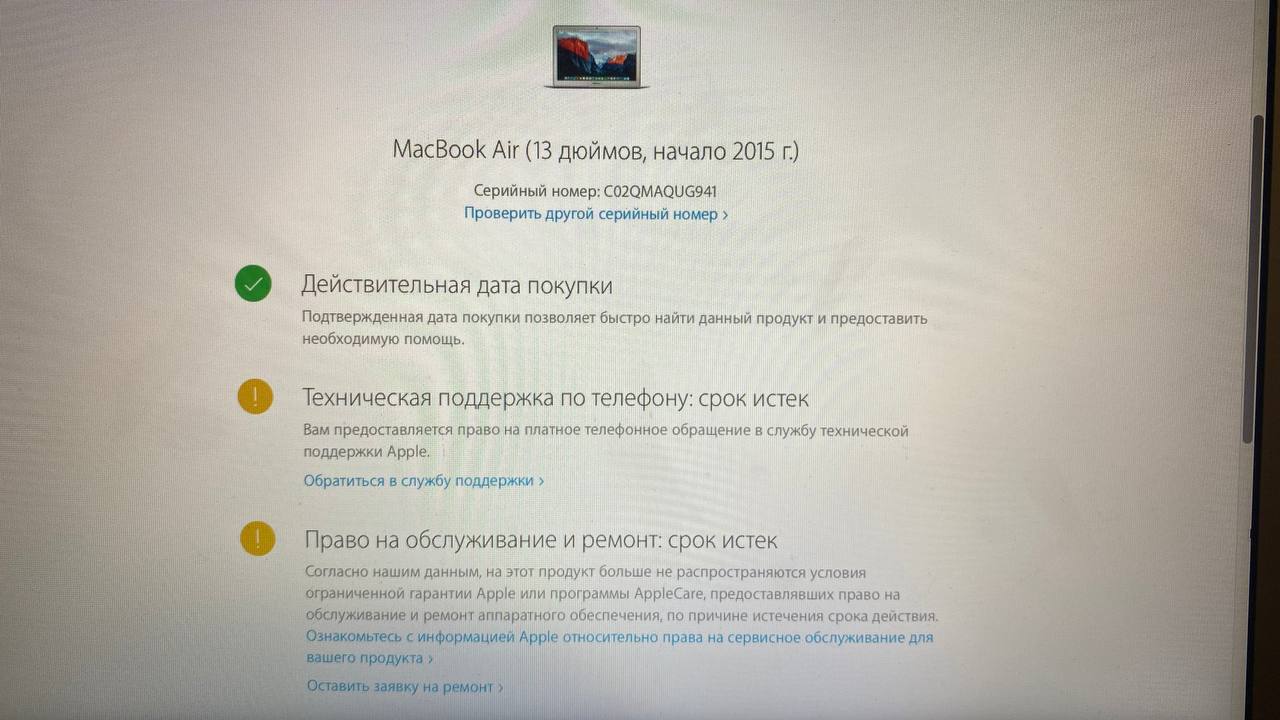 MacBook Air (13 дюймов, начало 2015 г.)
Серийный номер: C02QMAQUG941
Проверить другой серийный номер ›
Действительная дата покупки
Подтвержденная дата покупки позволяет быстро найти данный продукт и предоставить
необходимую помощь.
Техническая поддержка по телефону: срок истек
Вам предоставляется право на платное телефонное обращение в службу технической
поддержки Apple.
Обратиться в службу поддержки ›
Право на обслуживание и ремонт: срок истек
Согласно нашим данным, на этот продукт больше не распространяются условия
ограниченной гарантии Apple или программы AppleCare, предоставлявших право на
обслуживание и ремонт аппаратного обеспечения, по причине истечения срока действия.
Ознакомьтесь с информацией Apple относительно права на сервисное обслуживание для
вашего продукта ›
Оставить заявку на ремонт ›